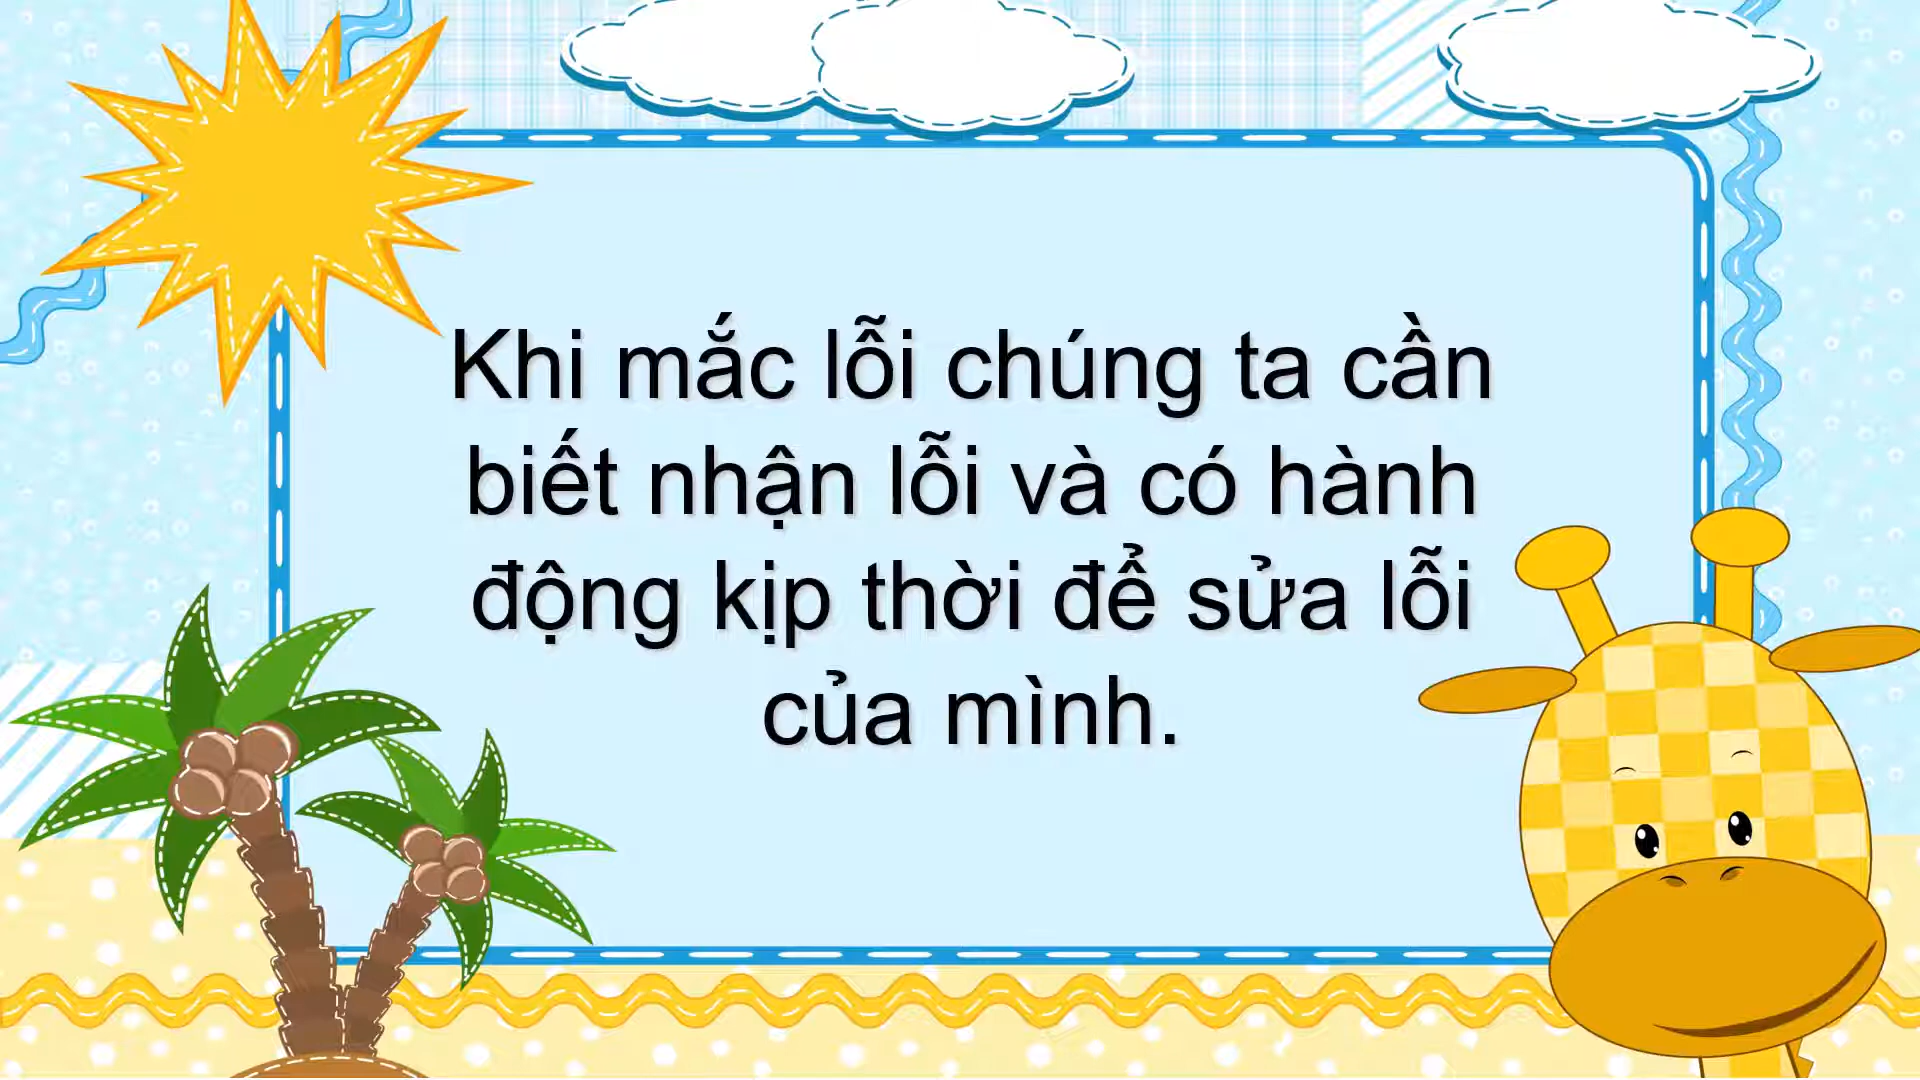 Khi mắc lỗi chúng ta cần
biết nhận lỗi và có hành
động kịp thời để sửa lỗi
của mình.